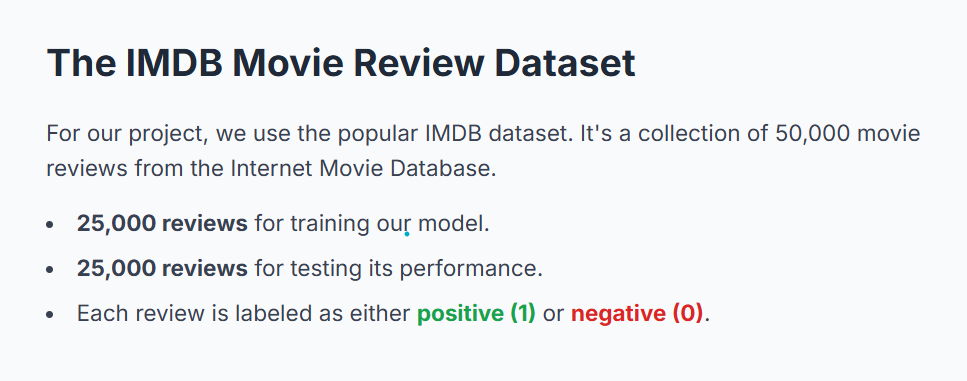 The IMDB Movie Review Dataset
For our project, we use the popular IMDB dataset. It's a collection of 50,000 movie
reviews from the Internet Movie Database.
• 25,000 reviews for training our model.
• 25,000 reviews for testing its performance.
• Each review is labeled as either positive (1) or negative (0).